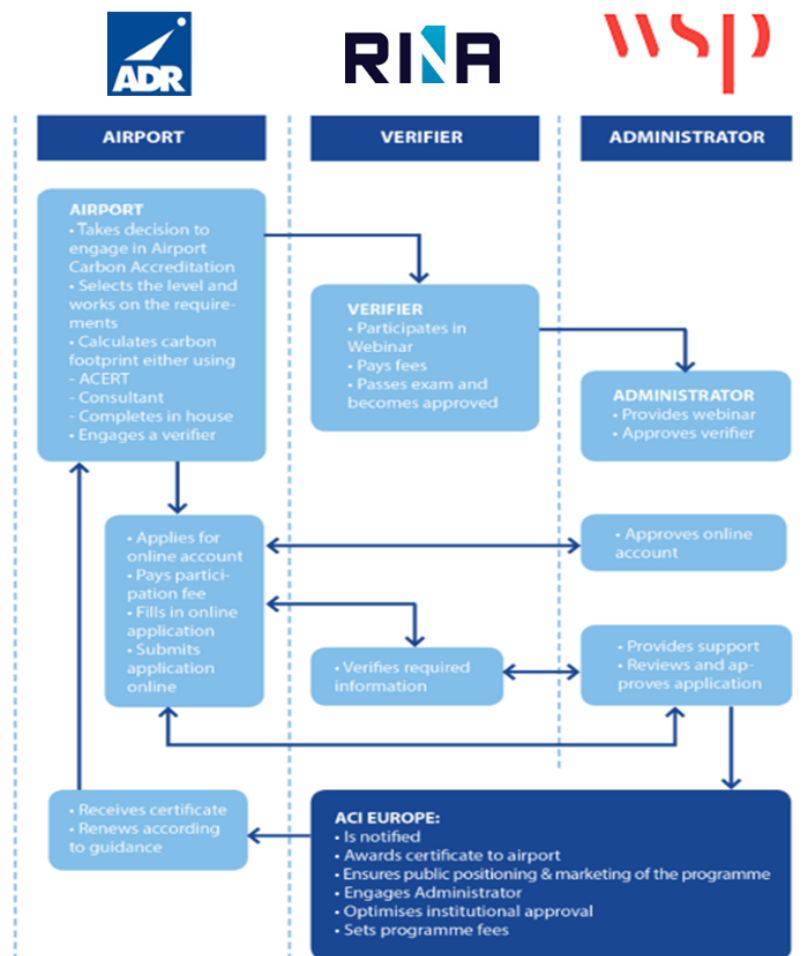 ADR
RINA
wsp
AIRPORT
VERIFIER
ADMINISTRATOR
AIRPORT
• Takes decision to
engage in Airport
Carbon Accreditation
• Selects the level and
works on the require-
ments
• Calculates carbon
footprint either using
- ACERT
- Consultant
- Completes in house
• Engages a verifier
VERIFIER
• Participates in
Webinar
• Pays fees
• Passes exam and
becomes approved
ADMINISTRATOR
• Provides webinar
• Approves verifier
• Applies for
online account
• Pays partici-
pation fee
• Fills in online
application
• Submits
application
online
• Approves online
account
• Verifies required
information
• Provides support
• Reviews and ap-
proves application
• Receives certificate
• Renews according
to guidance
ACI EUROPE:
• Is notified
• Awards certificate to airport
• Ensures public positioning & marketing of the programme
• Engages Administrator
• Optimises institutional approval
• Sets programme fees